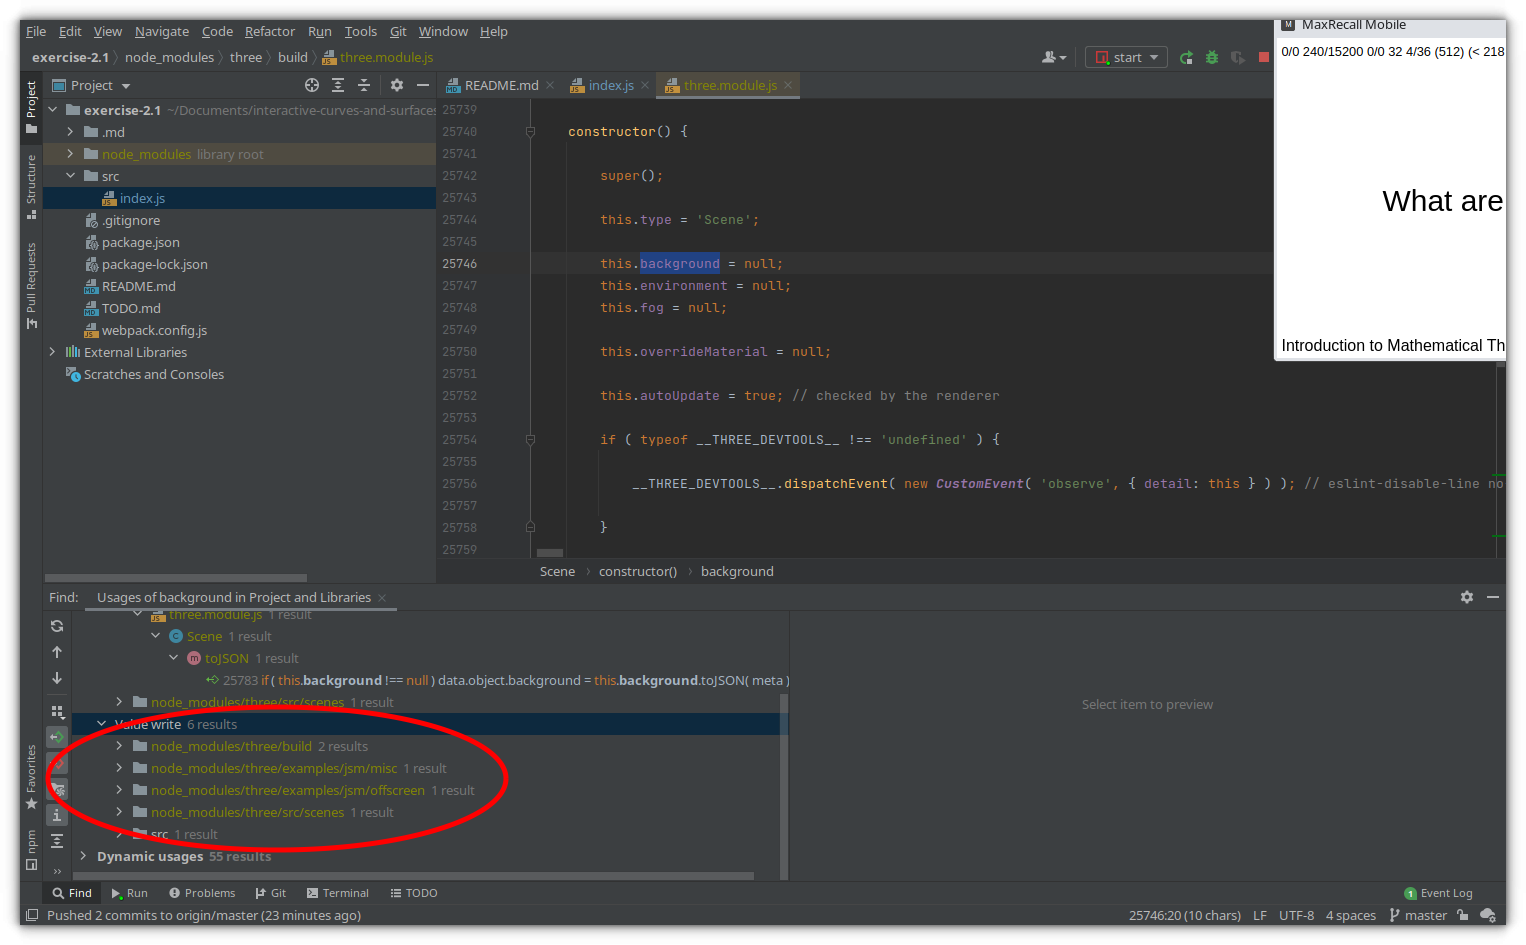 File Edit View Navigate Code Refactor Run Tools Git Window Help
MaxRecall Mobile
exercise-2.1 node_modules three build three.module.js
start
0/0 240/15200 0/0 32 4/36 (512) (< 218
Project
README.md
index.js
three.module.js
Project
Structure
Pull Requests
Favorites
npm
exercise-2.1 ~/Documents/interactive-curves-and-surfaces
.md
node_modules library root
src
index.js
.gitignore
package.json
package-lock.json
README.md
TODO.md
webpack.config.js
External Libraries
Scratches and Consoles
25739
25740 constructor() {
25741
25742 super();
25743
25744 this.type = 'Scene';
25745
25746 this.background = null;
25747 this.environment = null;
25748 this.fog = null;
25749
25750 this.overrideMaterial = null;
25751
25752 this.autoUpdate = true; // checked by the renderer
25753
25754 if ( typeof __THREE_DEVTOOLS__ !== 'undefined' ) {
25755
25756 __THREE_DEVTOOLS__.dispatchEvent( new CustomEvent( 'observe', { detail: this } ) ); // eslint-disable-line no
25757
25758 }
25759
What are
Introduction to Mathematical Th
Scene constructor() background
Find: Usages of background in Project and Libraries
three.module.js 1 result
Scene 1 result
toJSON 1 result
25783 if ( this.background !== null ) data.object.background = this.background.toJSON( meta )
node_modules/three/src/scenes 1 result
Value write 6 results
node_modules/three/build 2 results
node_modules/three/examples/jsm/misc 1 result
node_modules/three/examples/jsm/offscreen 1 result
node_modules/three/src/scenes 1 result
src 1 result
Dynamic usages 55 results
Select item to preview
Find Run Problems Git Terminal TODO
1 Event Log
Pushed 2 commits to origin/master (23 minutes ago)
25746:20 (10 chars) LF UTF-8 4 spaces master